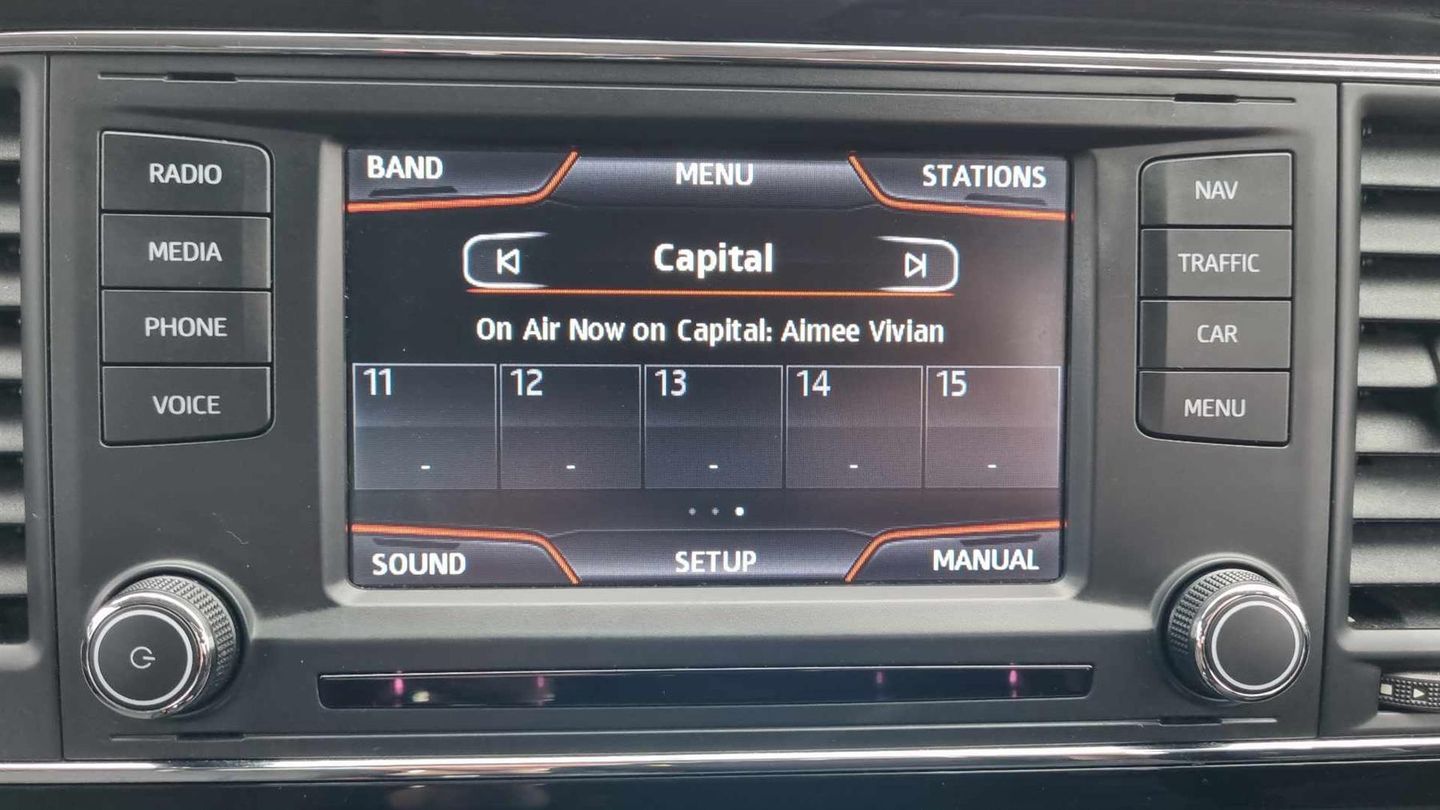 RADIO
MEDIA
PHONE
VOICE
BAND MENU STATIONS
Capital
On Air Now on Capital: Aimee Vivian
11 12 13 14 15
- - - - -
SOUND SETUP MANUAL
NAV
TRAFFIC
CAR
MENU